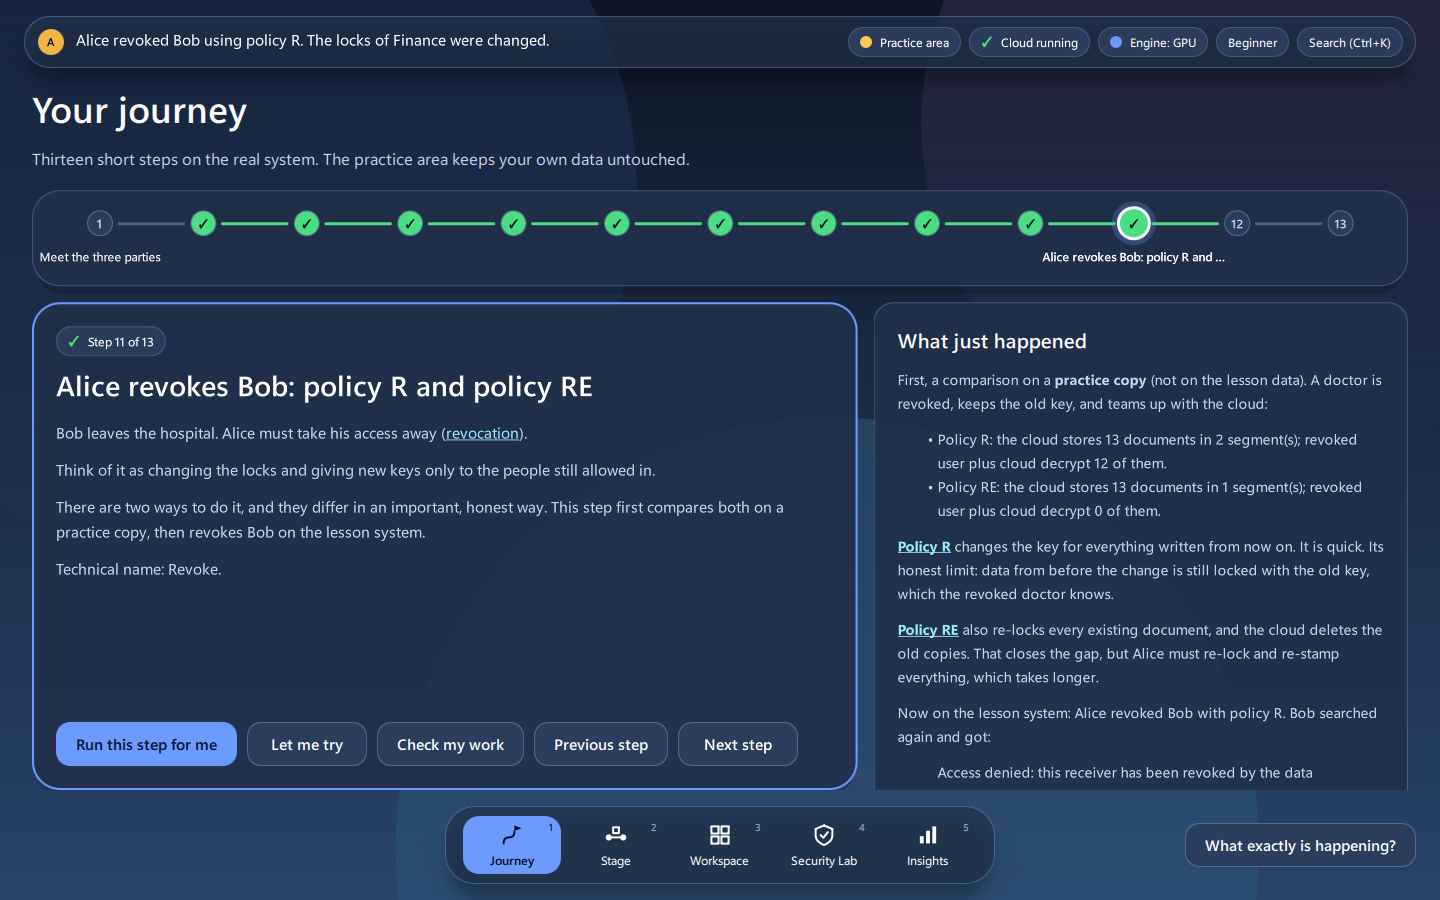 A
Alice revoked Bob using policy R. The locks of Finance were changed.
Practice area
✓ Cloud running
Engine: GPU
Beginner
Search (Ctrl+K)
Your journey
Thirteen short steps on the real system. The practice area keeps your own data untouched.
1 ✓ ✓ ✓ ✓ ✓ ✓ ✓ ✓ ✓ ✓ 12 13
Meet the three parties
Alice revokes Bob: policy R and ...
✓ Step 11 of 13
Alice revokes Bob: policy R and policy RE
Bob leaves the hospital. Alice must take his access away (revocation).
Think of it as changing the locks and giving new keys only to the people still allowed in.
There are two ways to do it, and they differ in an important, honest way. This step first compares both on a
practice copy, then revokes Bob on the lesson system.
Technical name: Revoke.
Run this step for me
Let me try
Check my work
Previous step
Next step
What just happened
First, a comparison on a practice copy (not on the lesson data). A doctor is
revoked, keeps the old key, and teams up with the cloud:
• Policy R: the cloud stores 13 documents in 2 segment(s); revoked
user plus cloud decrypt 12 of them.
• Policy RE: the cloud stores 13 documents in 1 segment(s); revoked
user plus cloud decrypt 0 of them.
Policy R changes the key for everything written from now on. It is quick. Its
honest limit: data from before the change is still locked with the old key,
which the revoked doctor knows.
Policy RE also re-locks every existing document, and the cloud deletes the
old copies. That closes the gap, but Alice must re-lock and re-stamp
everything, which takes longer.
Now on the lesson system: Alice revoked Bob with policy R. Bob searched
again and got:
Access denied: this receiver has been revoked by the data
Journey 1
Stage 2
Workspace 3
Security Lab 4
Insights 5
What exactly is happening?